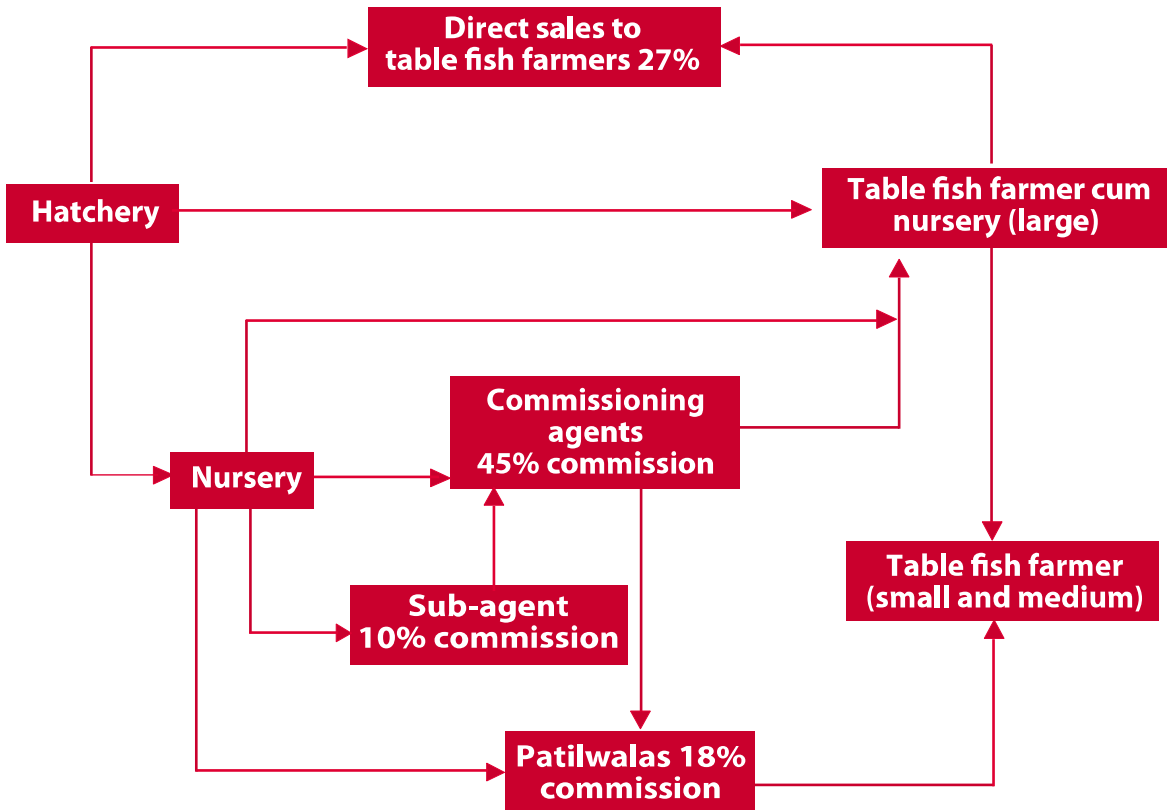 Direct sales to
table fish farmers 27%
Hatchery
Table fish farmer cum
nursery (large)
Commissioning
agents
45% commission
Nursery
Table fish farmer
(small and medium)
Sub-agent
10% commission
Patilwalas 18%
commission